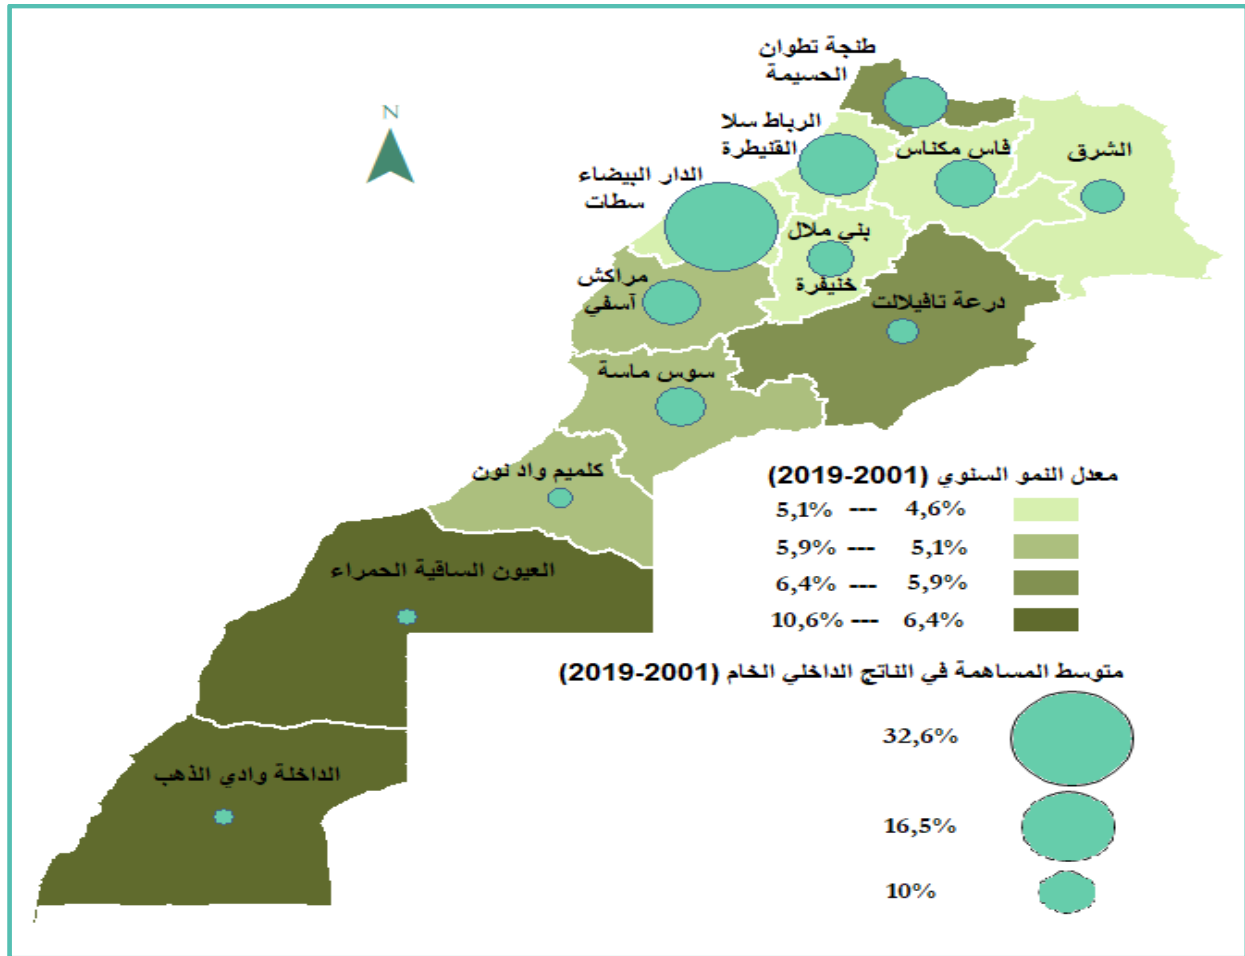 طنجة تطوان
الحسيمة
N
الرباط سلا
القنيطرة
فاس مكناس
الشرق
الدار البيضاء
سطات
بني ملال
خنيفرة
مراكش
آسفي
درعة تافيلالت
سوس ماسة
كلميم واد نون
العيون الساقية الحمراء
الداخلة وادي الذهب
معدل النمو السنوي (2001-2019)
4,6% --- 5,1%
5,1% --- 5,9%
5,9% --- 6,4%
6,4% --- 10,6%
متوسط المساهمة في الناتج الداخلي الخام (2001-2019)
32,6%
16,5%
10%